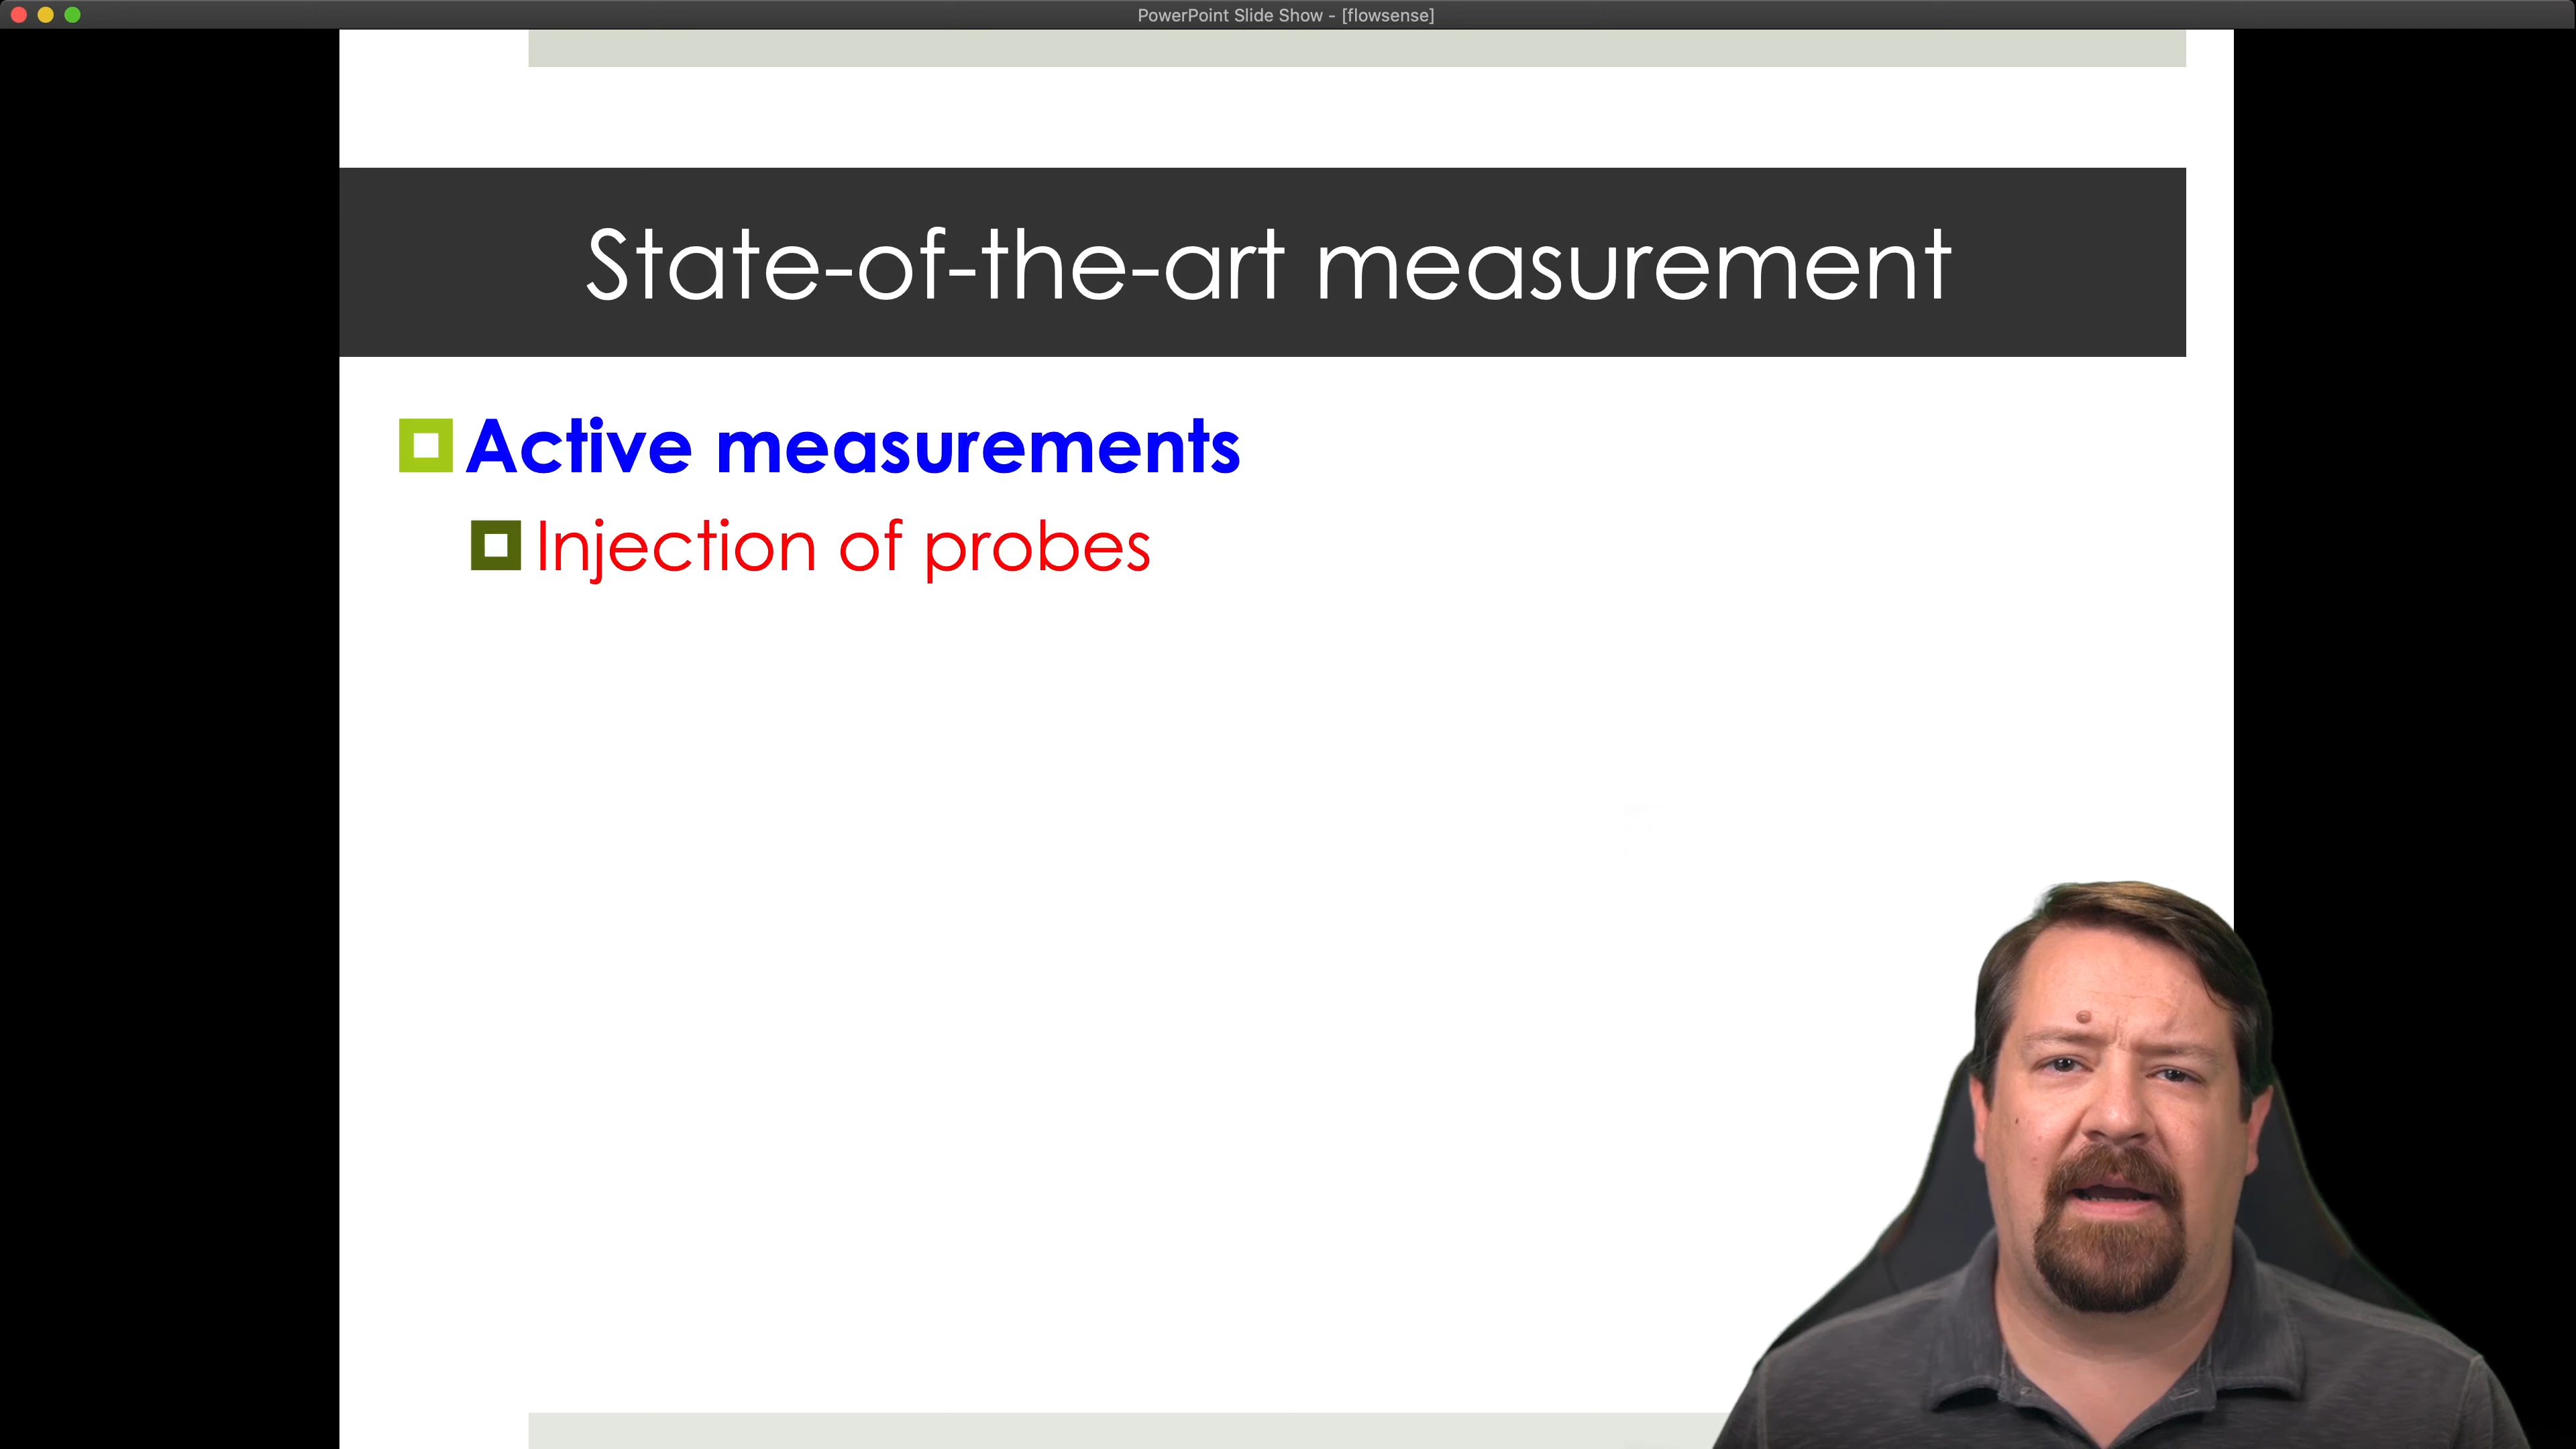 PowerPoint Slide Show - [flowsense]
State-of-the-art measurement
Active measurements
Injection of probes